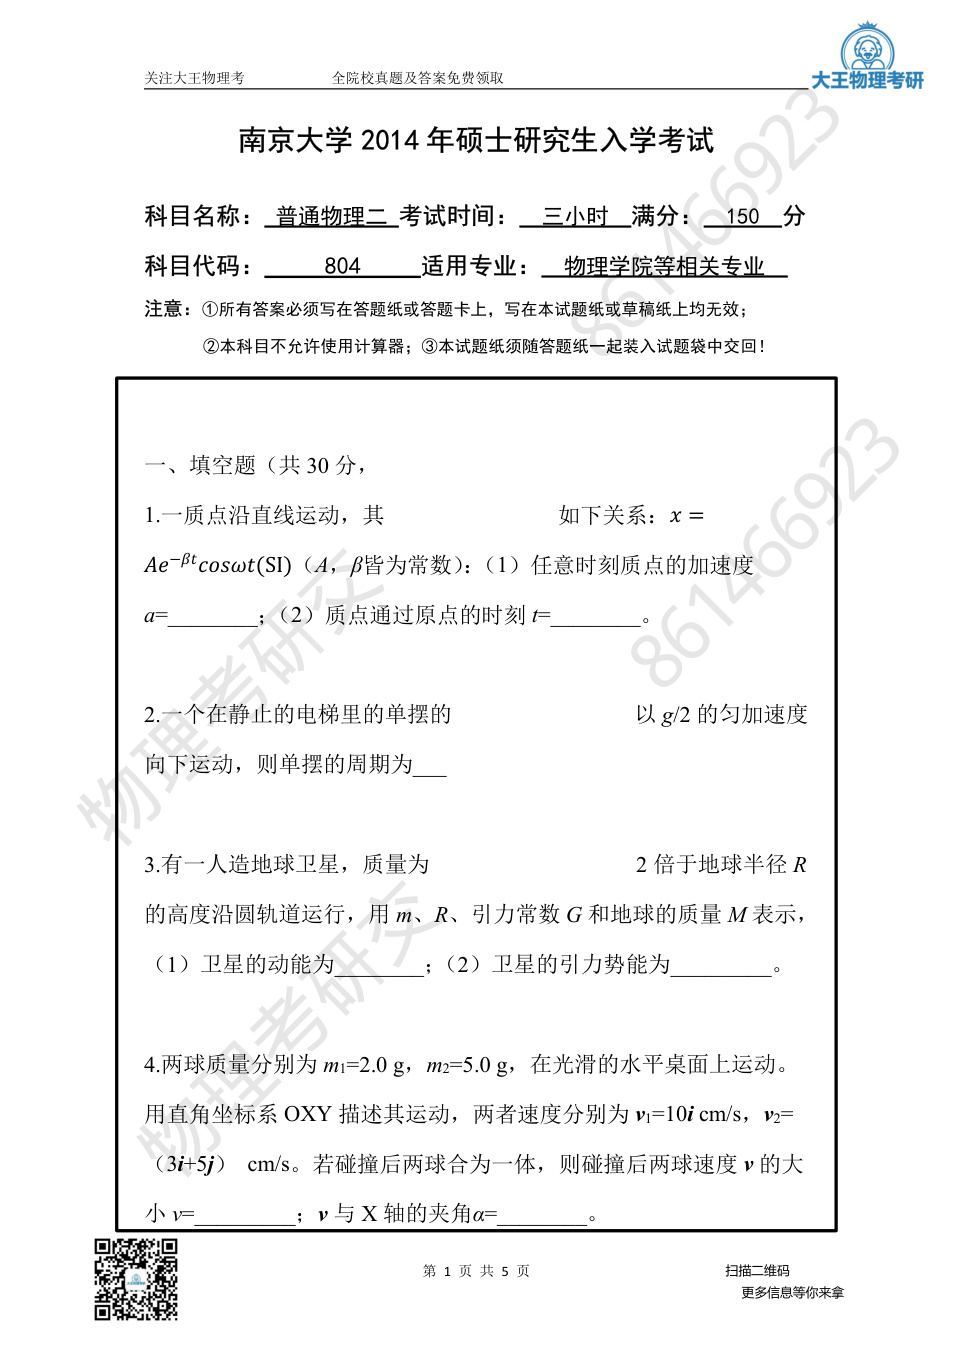 关注大王物理考 全院校真题及答案免费领取
大王物理考研
南京大学 2014 年硕士研究生入学考试
科目名称： 普通物理二 考试时间： 三小时 满分： 150 分
科目代码： 804 适用专业： 物理学院等相关专业
注意：①所有答案必须写在答题纸或答题卡上，写在本试题纸或草稿纸上均无效；
②本科目不允许使用计算器；③本试题纸须随答题纸一起装入试题袋中交回！
一、填空题（共 30 分，
1.一质点沿直线运动，其 如下关系：x =
Ae^{−βt}cosωt(SI)（A，β皆为常数）：（1）任意时刻质点的加速度
a=________；（2）质点通过原点的时刻 t=________。
2.一个在静止的电梯里的单摆的 以 g/2 的匀加速度
向下运动，则单摆的周期为___
3.有一人造地球卫星，质量为 2 倍于地球半径 R
的高度沿圆轨道运行，用 m、R、引力常数 G 和地球的质量 M 表示，
（1）卫星的动能为________；（2）卫星的引力势能为_________。
4.两球质量分别为 m1=2.0 g，m2=5.0 g，在光滑的水平桌面上运动。
用直角坐标系 OXY 描述其运动，两者速度分别为 v1=10i cm/s，v2=
（3i+5j） cm/s。若碰撞后两球合为一体，则碰撞后两球速度 v 的大
小 v=_________；v 与 X 轴的夹角α=________。
物理考研交
861466923
物理考研交
861466923
大王物理考研
第 1 页 共 5 页
扫描二维码
更多信息等你来拿